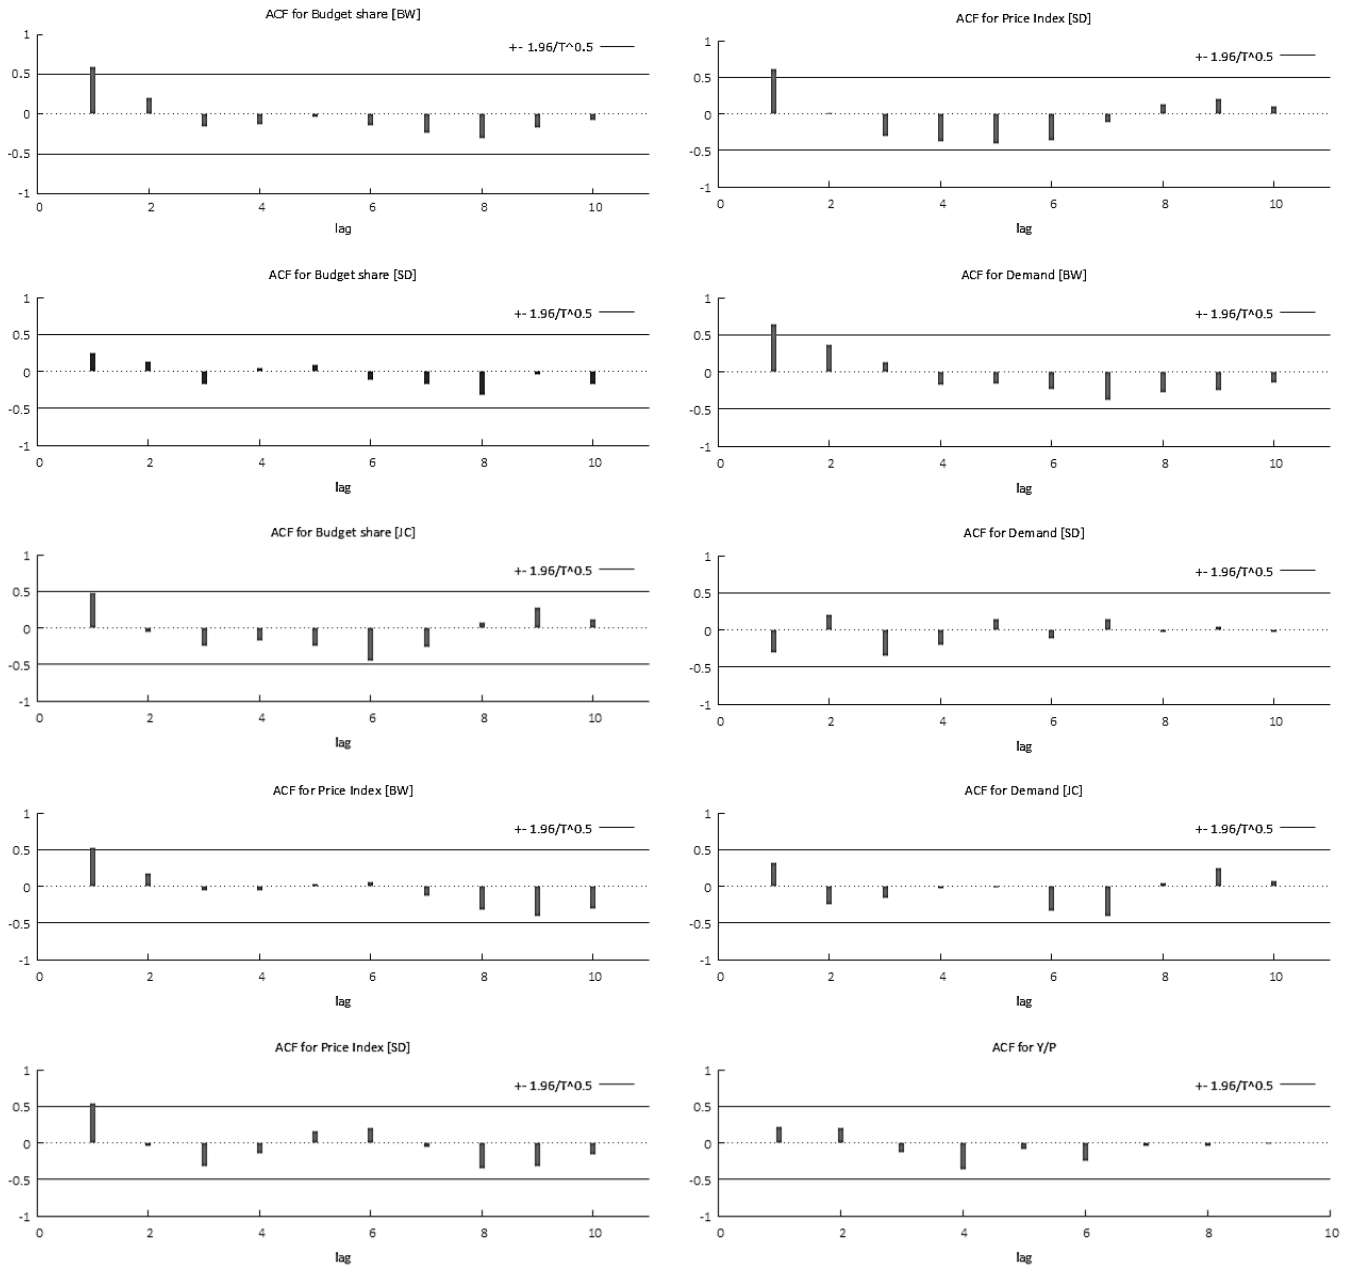 ACF for Budget share [BW]
+- 1.96/T^0.5
1
0.5
0
-0.5
-1
0 2 4 6 8 10
lag
ACF for Budget share [SD]
+- 1.96/T^0.5
1
0.5
0
-0.5
-1
0 2 4 6 8 10
lag
ACF for Budget share [JC]
+- 1.96/T^0.5
1
0.5
0
-0.5
-1
0 2 4 6 8 10
lag
ACF for Price Index [BW]
+- 1.96/T^0.5
1
0.5
0
-0.5
-1
0 2 4 6 8 10
lag
ACF for Price Index [SD]
+- 1.96/T^0.5
1
0.5
0
-0.5
-1
0 2 4 6 8 10
lag
ACF for Price Index [SD]
+- 1.96/T^0.5
1
0.5
0
-0.5
-1
0 2 4 6 8 10
lag
ACF for Demand [BW]
+- 1.96/T^0.5
1
0.5
0
-0.5
-1
0 2 4 6 8 10
lag
ACF for Demand [SD]
+- 1.96/T^0.5
1
0.5
0
-0.5
-1
0 2 4 6 8 10
lag
ACF for Demand [JC]
+- 1.96/T^0.5
1
0.5
0
-0.5
-1
0 2 4 6 8 10
lag
ACF for Y/P
+- 1.96/T^0.5
1
0.5
0
-0.5
-1
0 2 4 6 8 10
lag